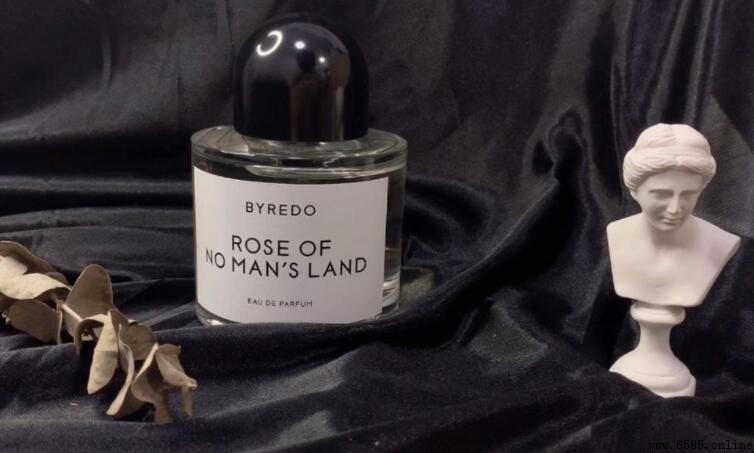 BYREDO
ROSE OF
NO MAN'S LAND
EAU DE PARFUM
www.8585.online